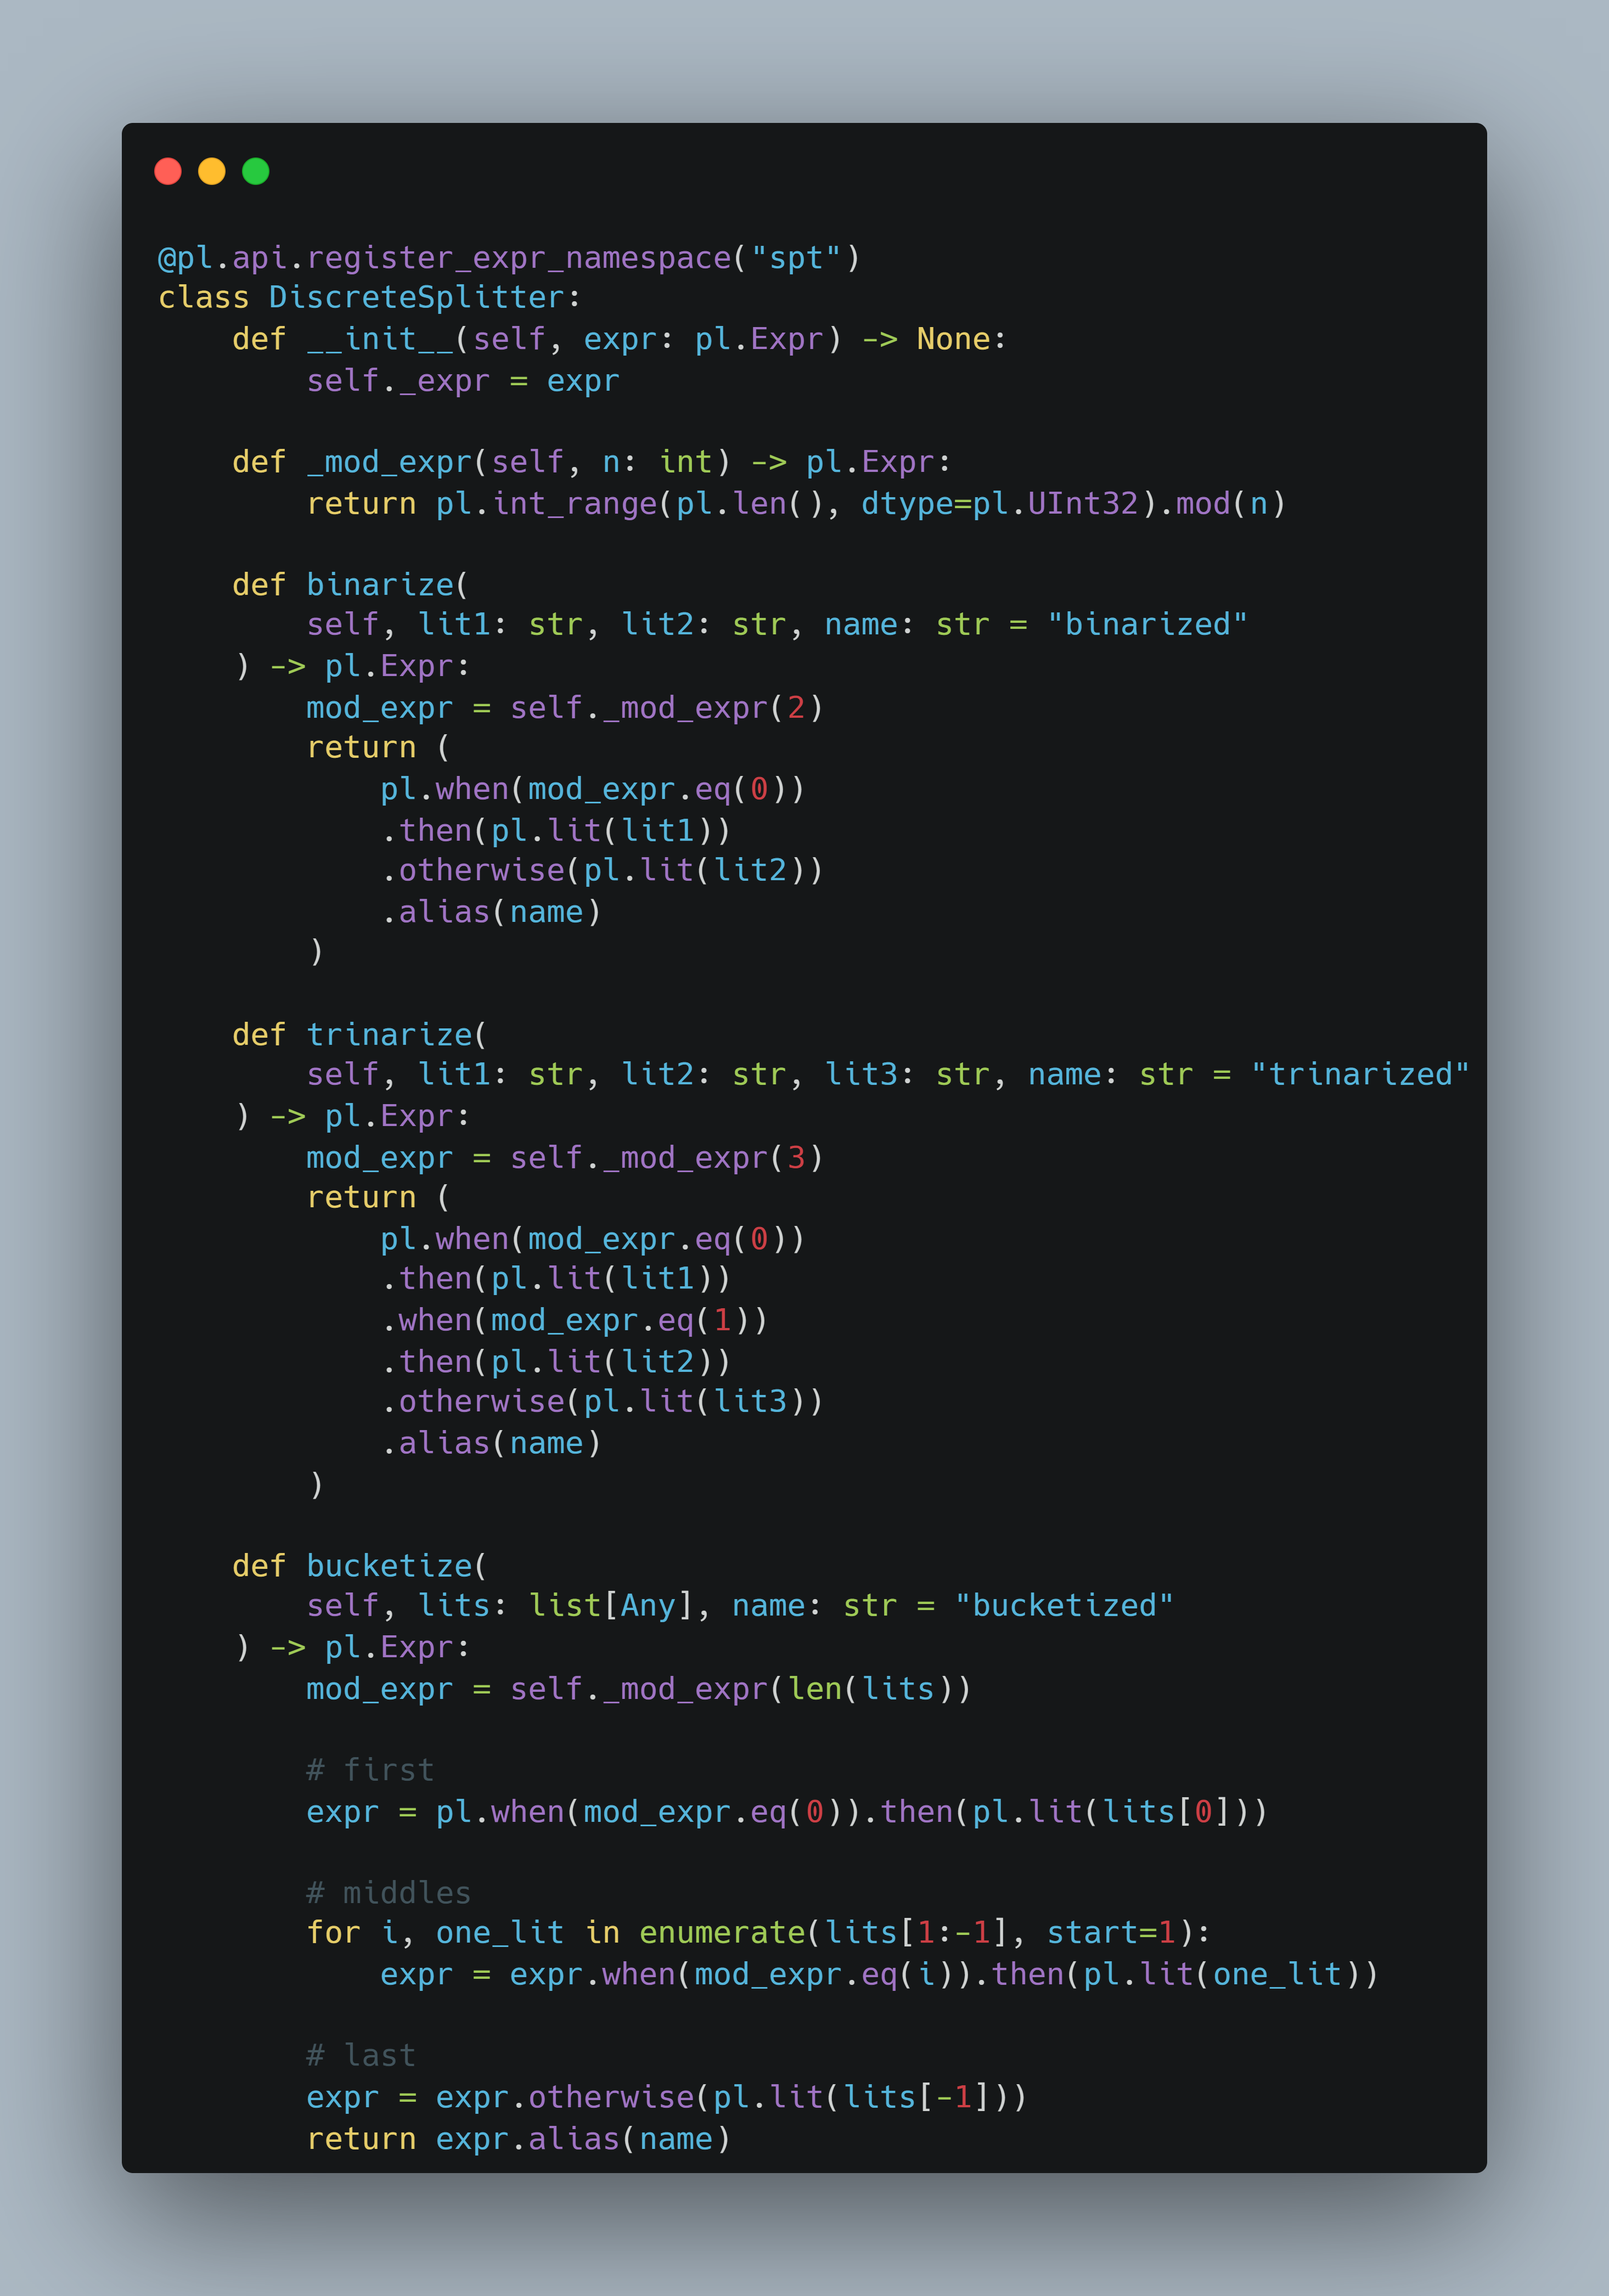 @pl.api.register_expr_namespace("spt")
class DiscreteSplitter:
    def __init__(self, expr: pl.Expr) -> None:
        self._expr = expr

    def _mod_expr(self, n: int) -> pl.Expr:
        return pl.int_range(pl.len(), dtype=pl.UInt32).mod(n)

    def binarize(
        self, lit1: str, lit2: str, name: str = "binarized"
    ) -> pl.Expr:
        mod_expr = self._mod_expr(2)
        return (
            pl.when(mod_expr.eq(0))
            .then(pl.lit(lit1))
            .otherwise(pl.lit(lit2))
            .alias(name)
        )

    def trinarize(
        self, lit1: str, lit2: str, lit3: str, name: str = "trinarized"
    ) -> pl.Expr:
        mod_expr = self._mod_expr(3)
        return (
            pl.when(mod_expr.eq(0))
            .then(pl.lit(lit1))
            .when(mod_expr.eq(1))
            .then(pl.lit(lit2))
            .otherwise(pl.lit(lit3))
            .alias(name)
        )

    def bucketize(
        self, lits: list[Any], name: str = "bucketized"
    ) -> pl.Expr:
        mod_expr = self._mod_expr(len(lits))

        # first
        expr = pl.when(mod_expr.eq(0)).then(pl.lit(lits[0]))

        # middles
        for i, one_lit in enumerate(lits[1:-1], start=1):
            expr = expr.when(mod_expr.eq(i)).then(pl.lit(one_lit))

        # last
        expr = expr.otherwise(pl.lit(lits[-1]))
        return expr.alias(name)